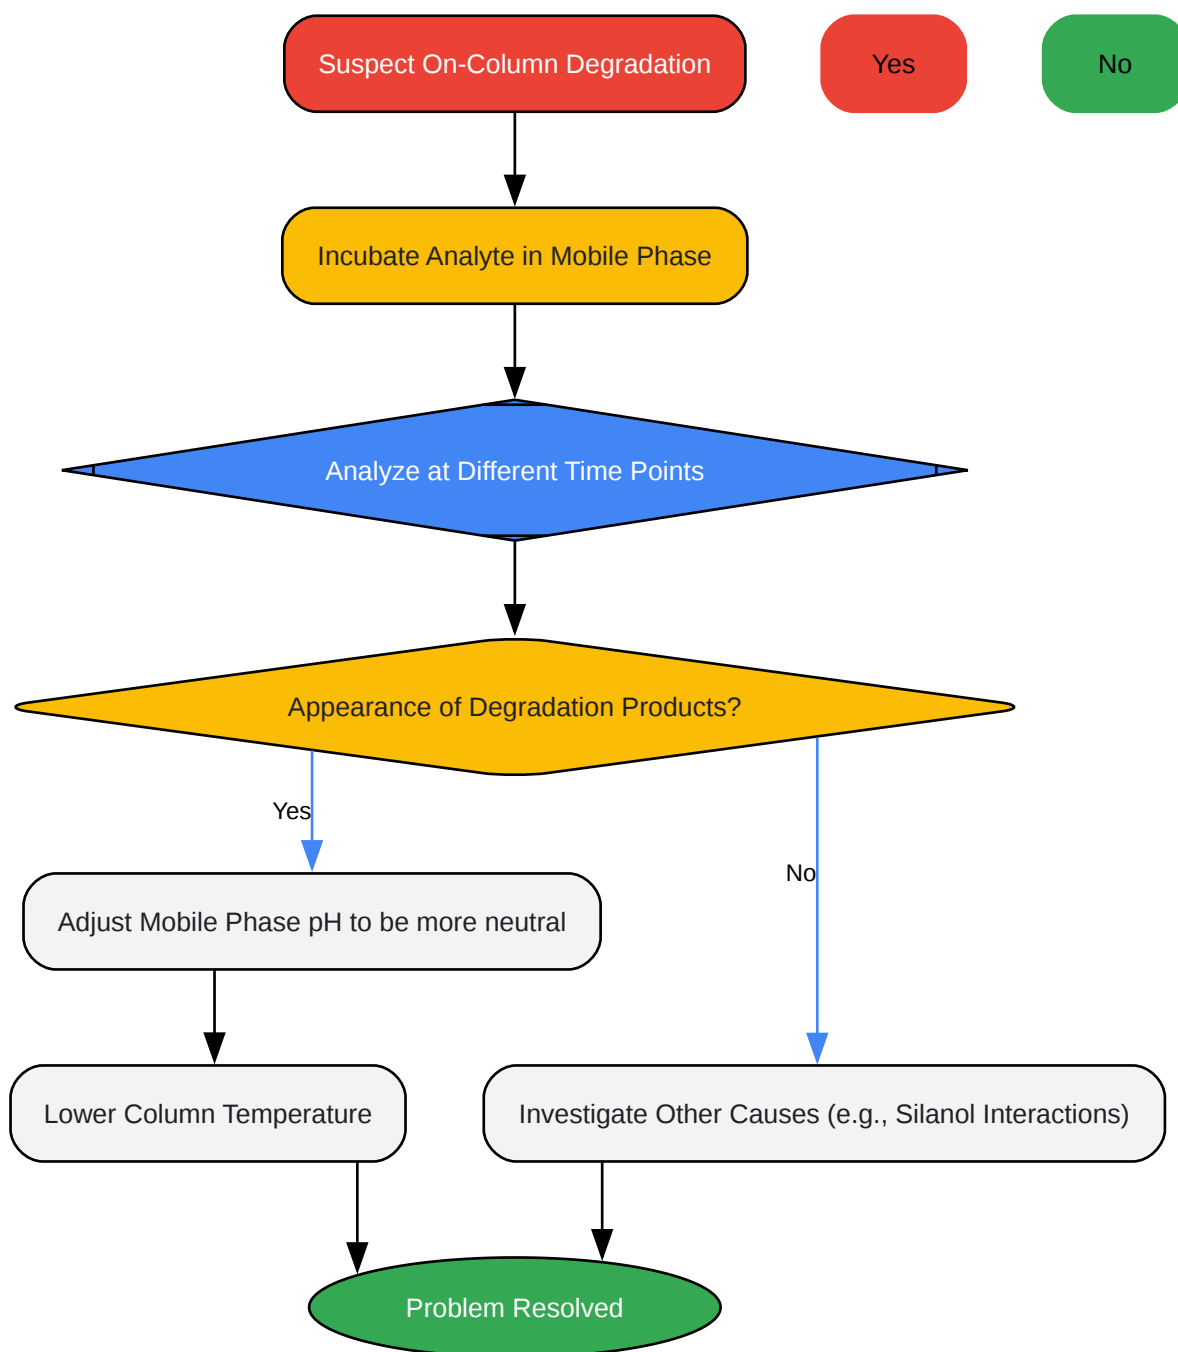 Suspect On-Column Degradation
Yes
No
Incubate Analyte in Mobile Phase
Analyze at Different Time Points
Appearance of Degradation Products?
Yes
No
Adjust Mobile Phase pH to be more neutral
Lower Column Temperature
Investigate Other Causes (e.g., Silanol Interactions)
Problem Resolved